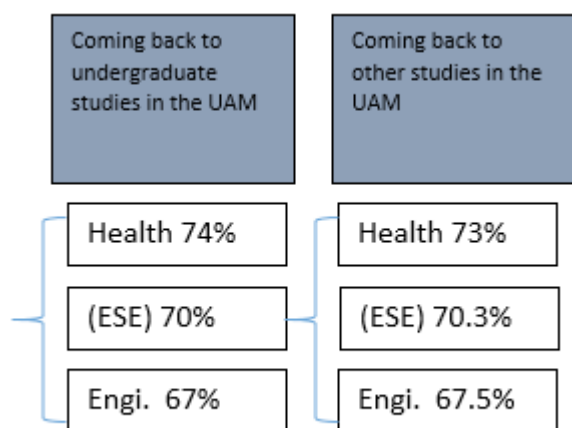 Coming back to
undergraduate
studies in the UAM
Coming back to
other studies in the
UAM
Health 74%
(ESE) 70%
Engi. 67%
Health 73%
(ESE) 70.3%
Engi. 67.5%